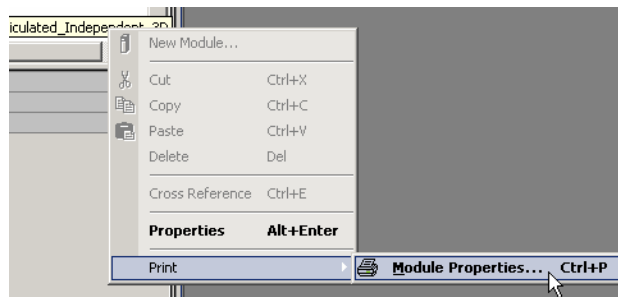 iculated_Independent_3D
New Module...
Cut Ctrl+X
Copy Ctrl+C
Paste Ctrl+V
Delete Del
Cross Reference Ctrl+E
Properties Alt+Enter
Print
Module Properties... Ctrl+P